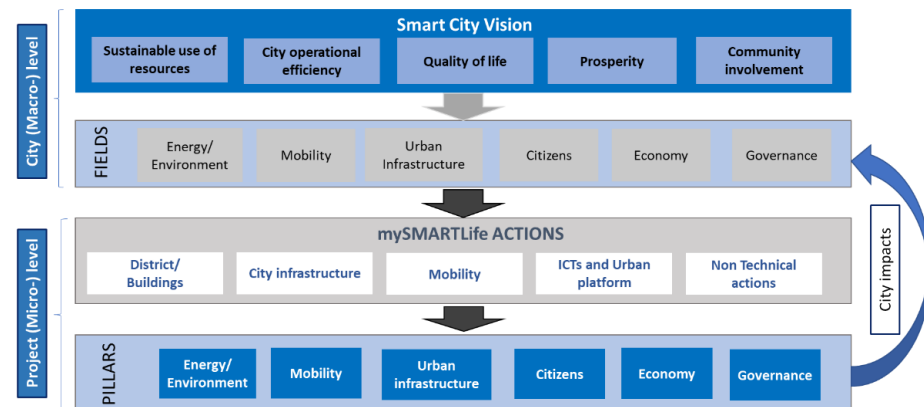 City (Macro-) level
Smart City Vision
Sustainable use of
resources
City operational
efficiency
Quality of life
Prosperity
Community
involvement
FIELDS
Energy/
Environment
Mobility
Urban
Infrastructure
Citizens
Economy
Governance
Project (Micro-) level
mySMARTLife ACTIONS
District/
Buildings
City infrastructure
Mobility
ICTs and Urban
platform
Non Technical
actions
City impacts
PILLARS
Energy/
Environment
Mobility
Urban
infrastructure
Citizens
Economy
Governance